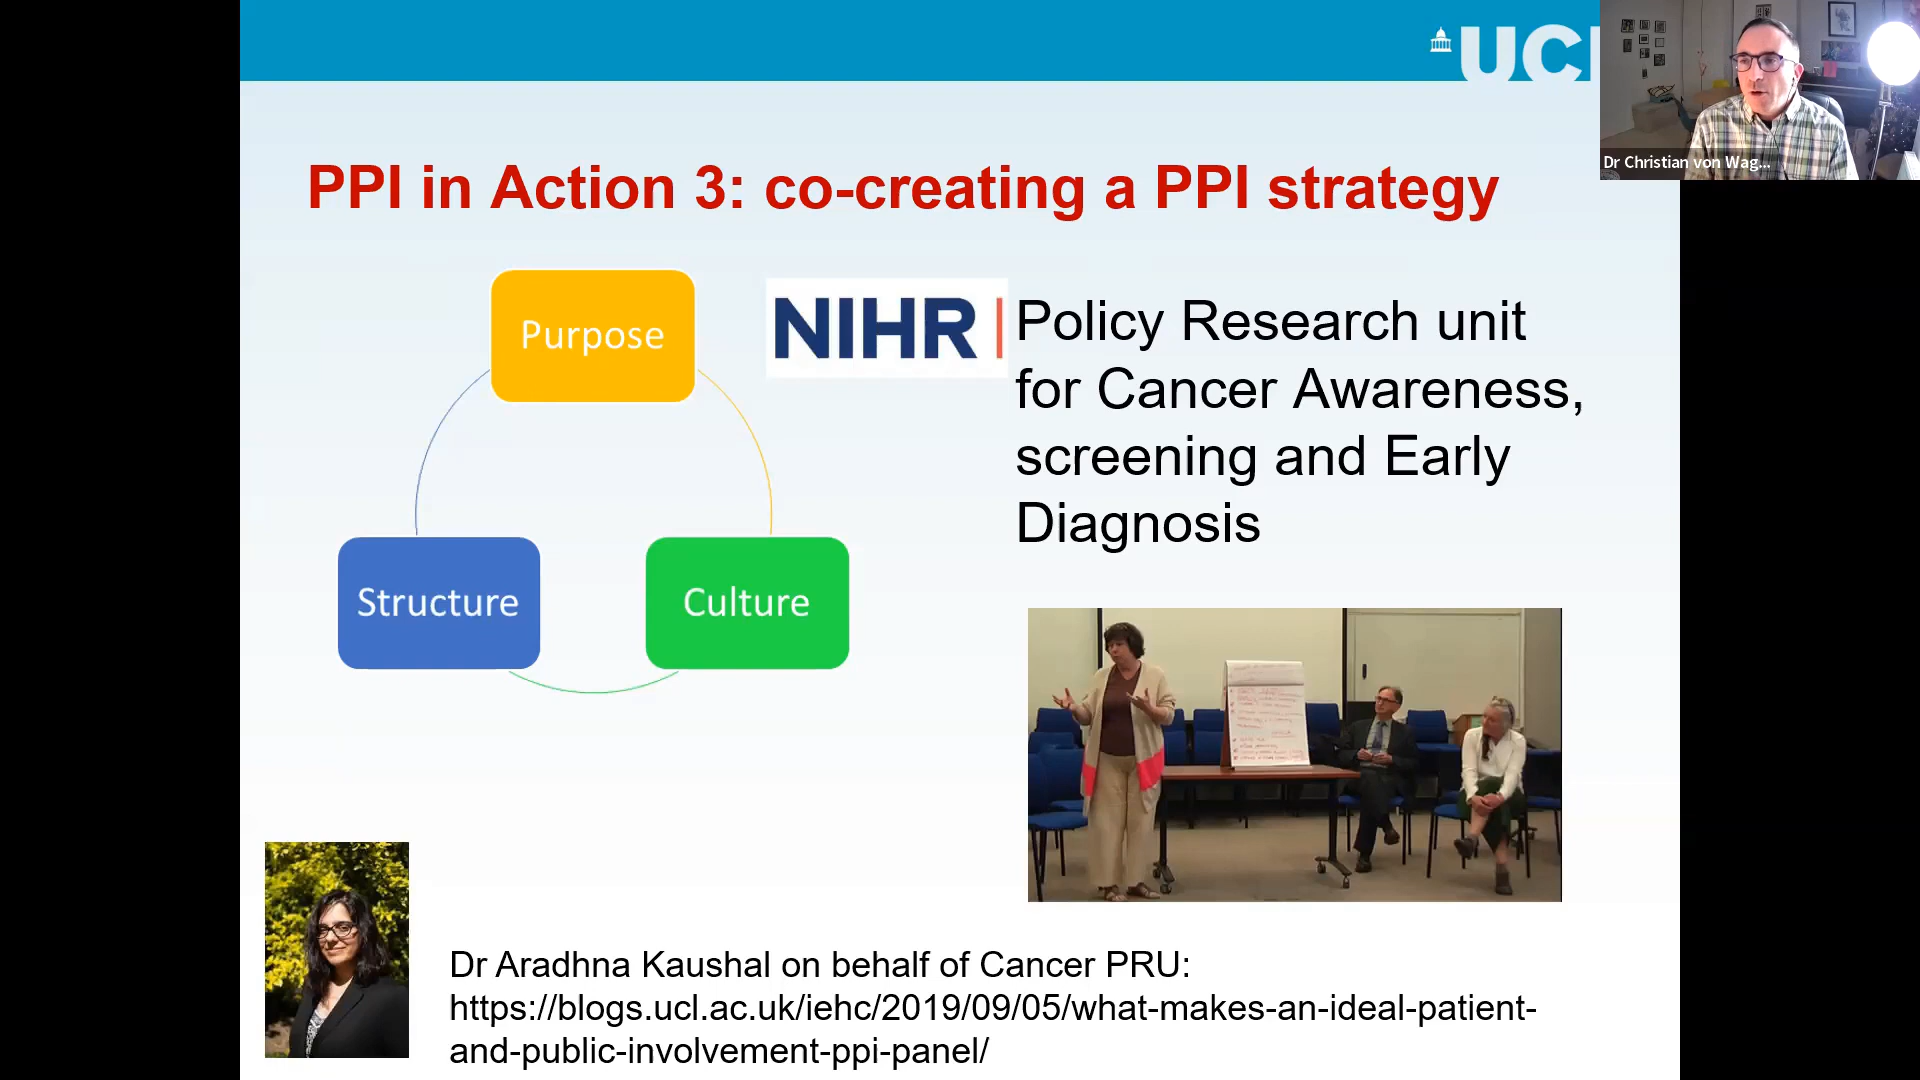 UCL
Dr Christian von Wag...
PPI in Action 3: co-creating a PPI strategy
Purpose
Structure
Culture
NIHR
Policy Research unit
for Cancer Awareness,
screening and Early
Diagnosis
Dr Aradhna Kaushal on behalf of Cancer PRU:
https://blogs.ucl.ac.uk/iehc/2019/09/05/what-makes-an-ideal-patient-
and-public-involvement-ppi-panel/